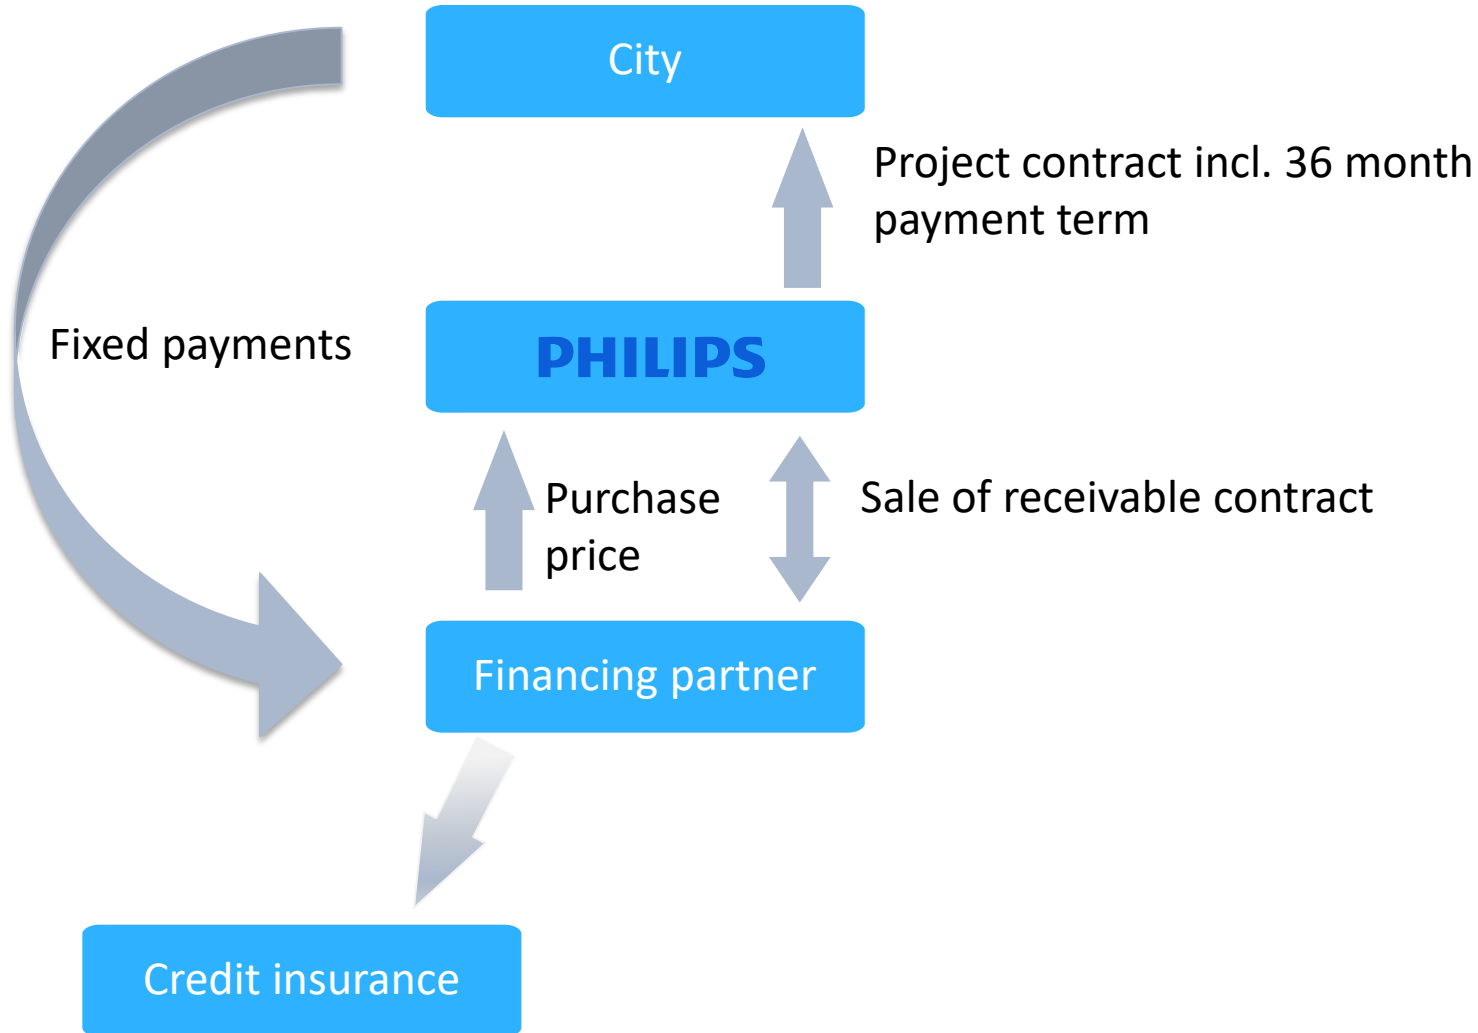 City
Project contract incl. 36 month
payment term
PHILIPS
Fixed payments
Purchase
price
Sale of receivable contract
Financing partner
Credit insurance